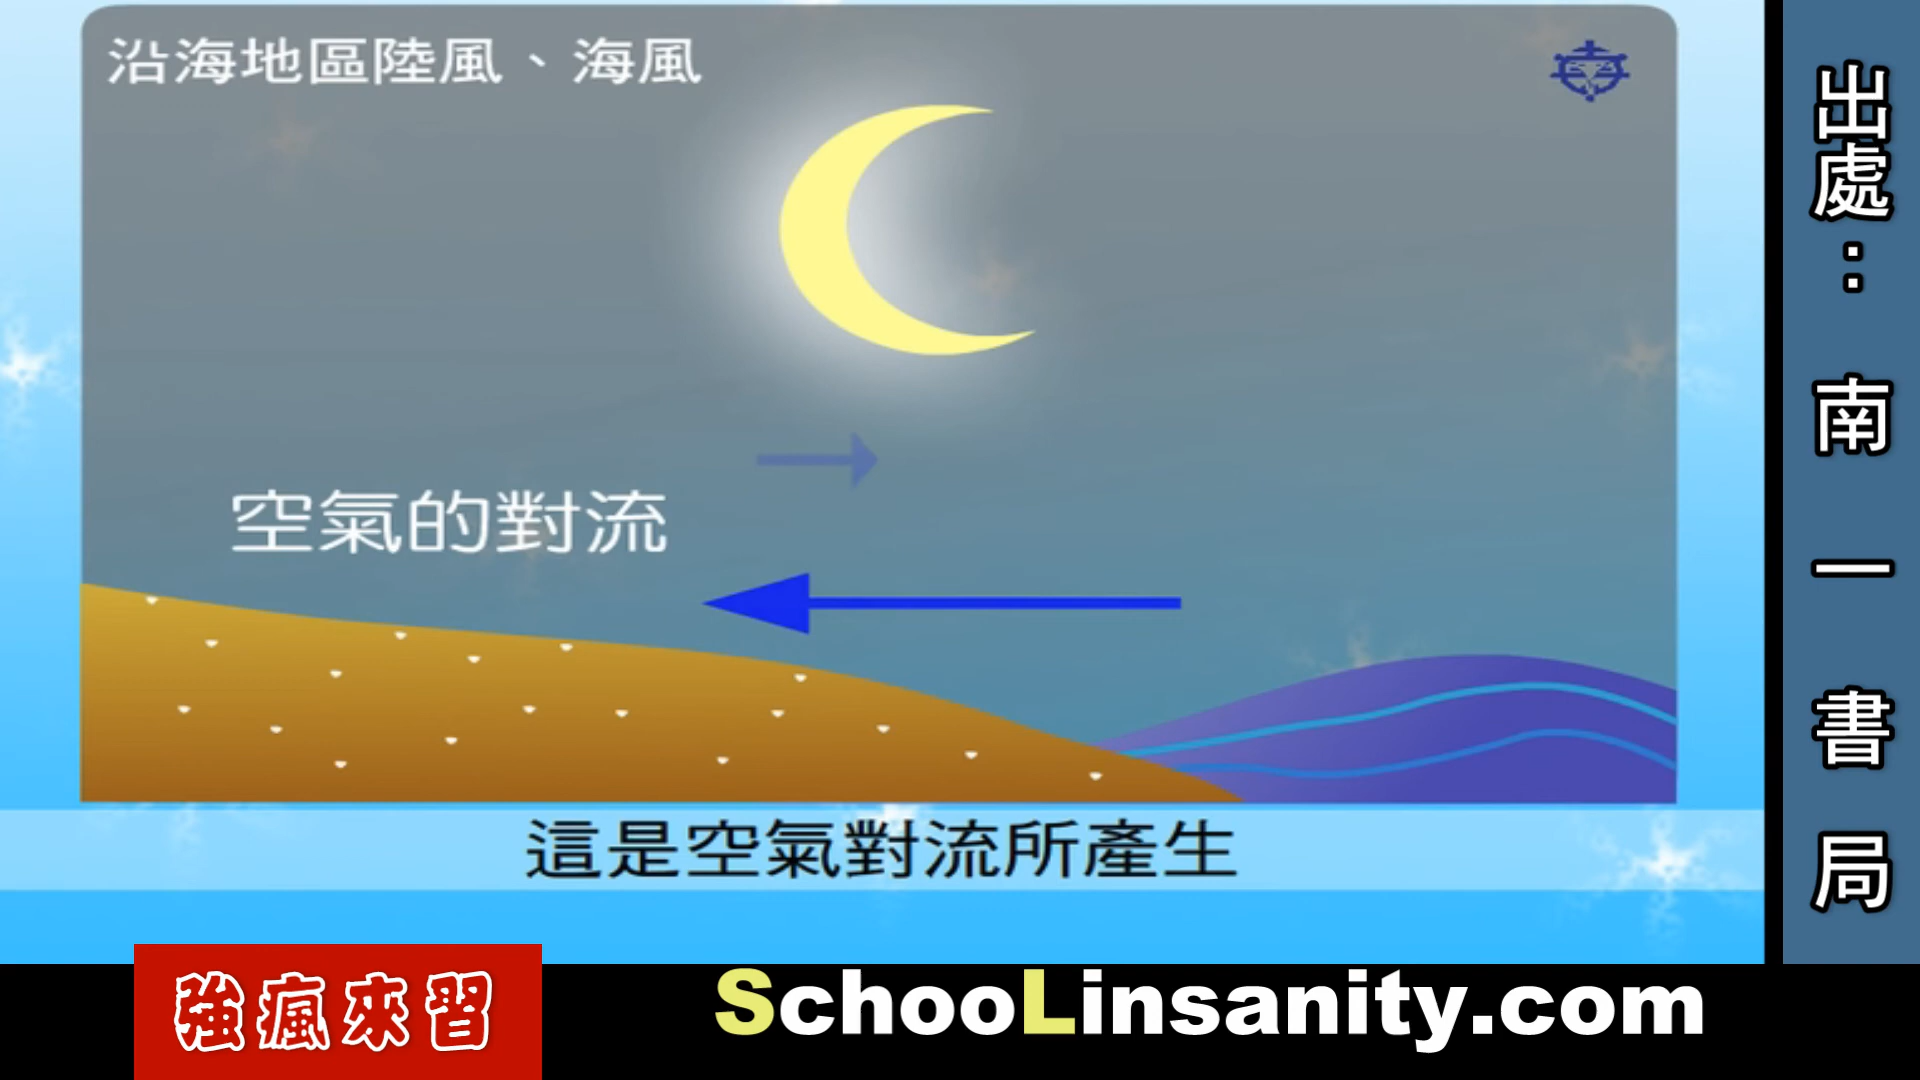 沿海地區陸風、海風
空氣的對流
這是空氣對流所產生
出處：南一書局
強瘋來習
SchooLinsanity.com